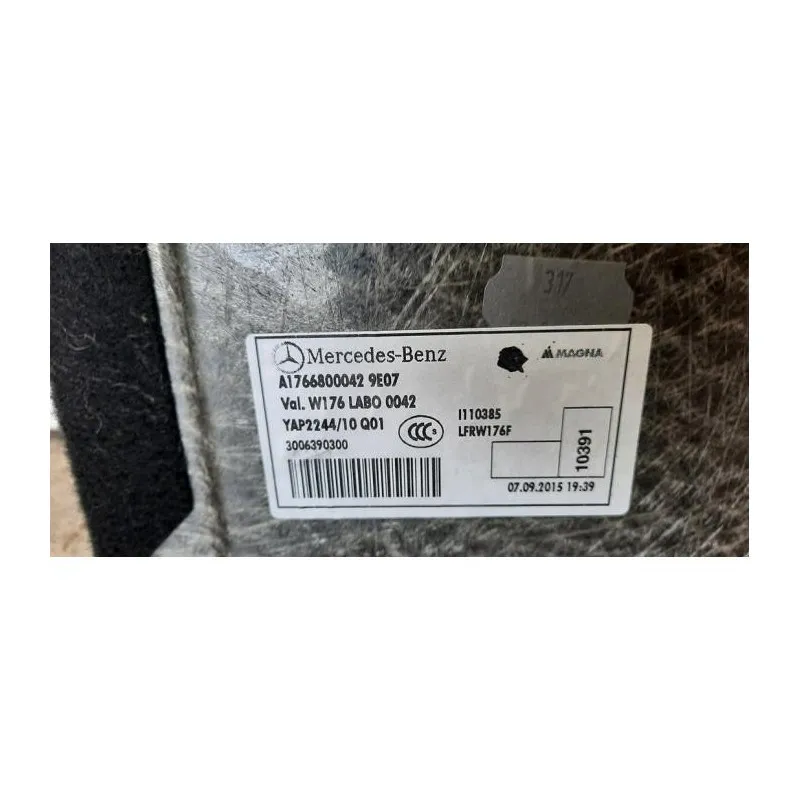 317
Mercedes-Benz MAGNA
A1766800042 9E07
Val. W176 LABO 0042
YAP2244/10 Q01
3006390300
CCC S
I110385
LFRW176F
10391
07.09.2015 19:39